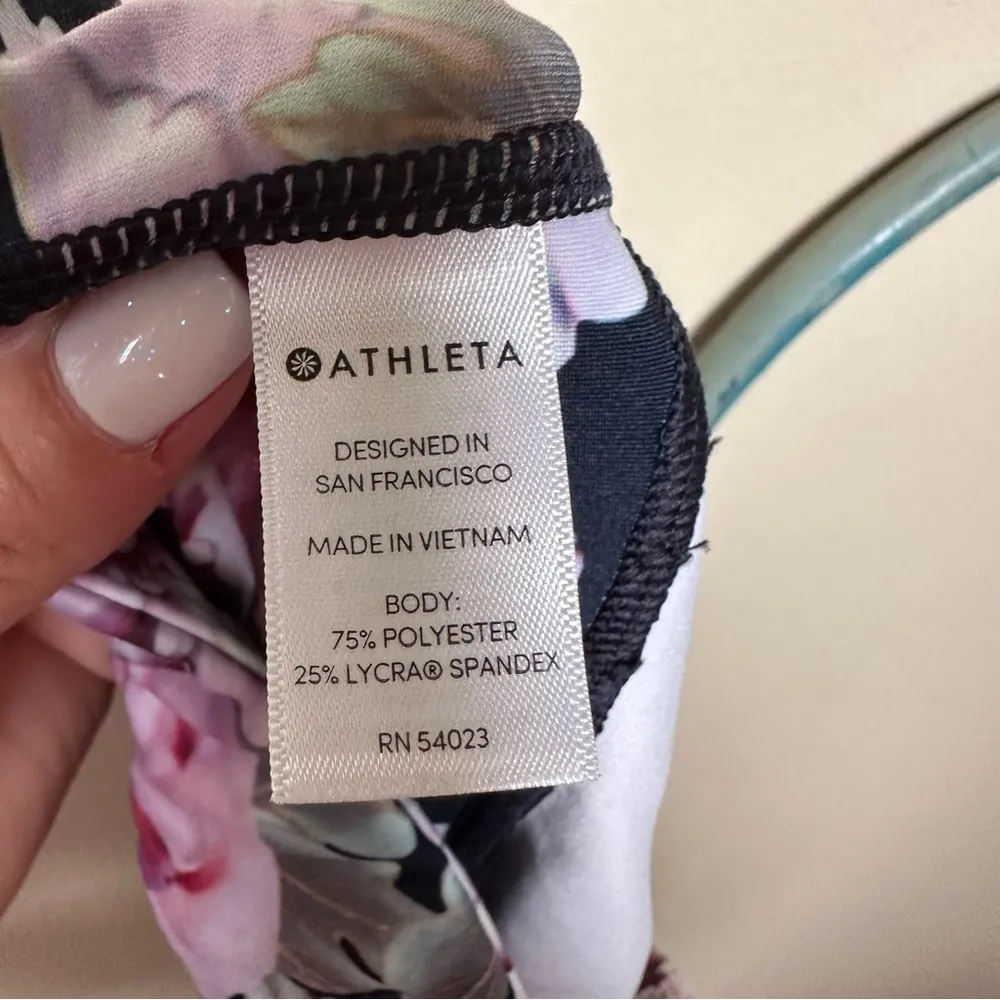 ATHLETA
DESIGNED IN
SAN FRANCISCO
MADE IN VIETNAM
BODY:
75% POLYESTER
25% LYCRA® SPANDEX
RN 54023